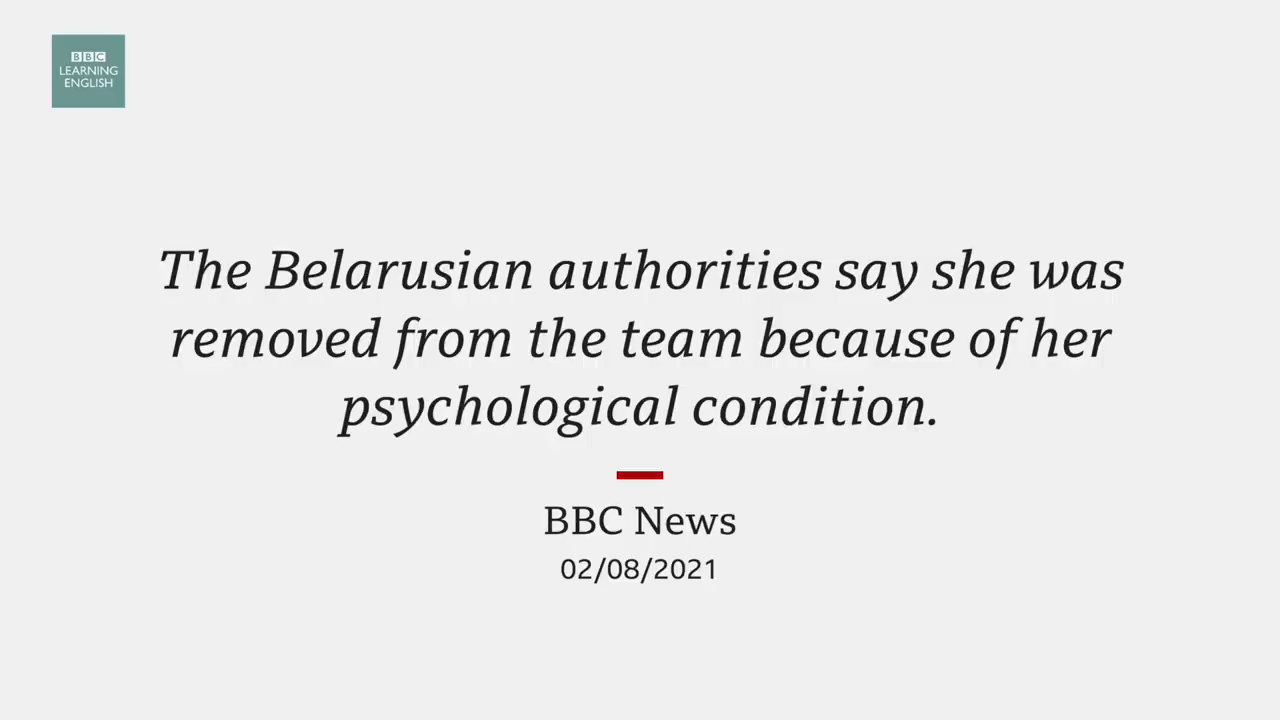 BBC
LEARNING
ENGLISH
The Belarusian authorities say she was
removed from the team because of her
psychological condition.
BBC News
02/08/2021